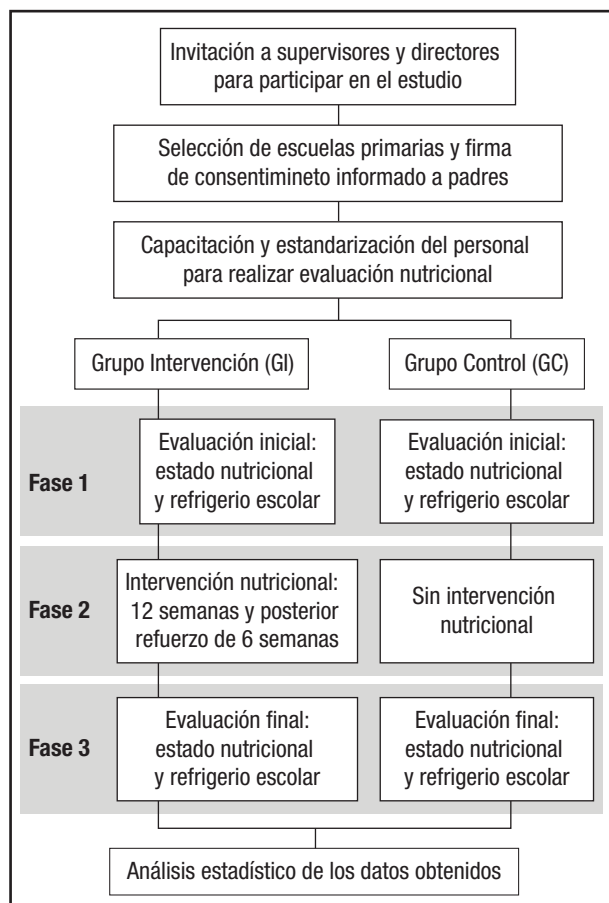 Invitación a supervisores y directores
para participar en el estudio
Selección de escuelas primarias y firma
de consentimineto informado a padres
Capacitación y estandarización del personal
para realizar evaluación nutricional
Grupo Intervención (GI)
Grupo Control (GC)
Fase 1
Evaluación inicial:
estado nutricional
y refrigerio escolar
Evaluación inicial:
estado nutricional
y refrigerio escolar
Fase 2
Intervención nutricional:
12 semanas y posterior
refuerzo de 6 semanas
Sin intervención
nutricional
Fase 3
Evaluación final:
estado nutricional
y refrigerio escolar
Evaluación final:
estado nutricional
y refrigerio escolar
Análisis estadístico de los datos obtenidos